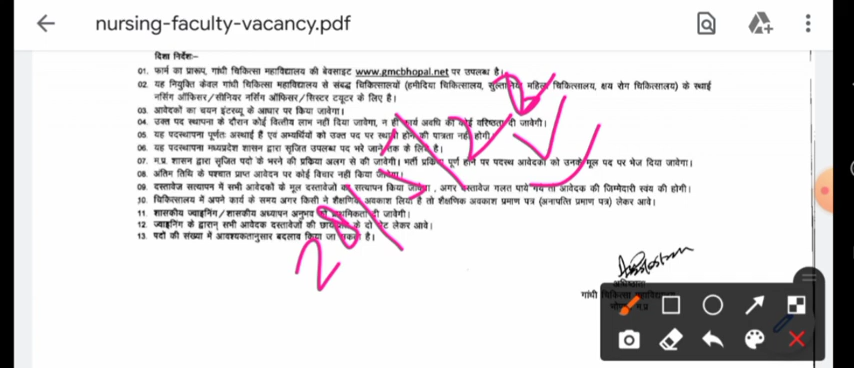 nursing-faculty-vacancy.pdf
दिशा निर्देश:-
01. फार्म का प्रारूप, गांधी चिकित्सा महाविद्यालय की बेवसाइट www.gmcbhopal.net पर उपलब्ध है।
02. यह नियुक्ति केवल गांधी चिकित्सा महाविद्यालय से संबद्ध चिकित्सालयों (हमीदिया चिकित्सालय, सुल्तानिया महिला चिकित्सालय, क्षय रोग चिकित्सालय) के स्थाई
नर्सिंग ऑफिसर/सीनियर नर्सिंग ऑफीसर/सिस्टर टयूटर के लिए है।
03. आवेदकों का चयन इंटरव्यू के आधार पर किया जावेगा।
04. उक्त पद स्थापना के दौरान कोई वित्तीय लाभ नहीं दिया जावेगा, न ही कार्य अवधि की कोई वरिष्ठता दी जावेगी।
05. यह पदस्थापना पूर्णतः अस्थाई हैं एवं अभ्यर्थियों को उक्त पद पर स्थायी होने की पात्रता नहीं होगी।
06. यह पदस्थापना मध्यप्रदेश शासन द्वारा सृजित उपलब्ध पद भरे जाने तक के लिए है।
07. म.प्र. शासन द्वारा सृजित पदों के भरने की प्रकिया अलग से की जावेगी। भर्ती प्रकिया पूर्ण होने पर पदस्थ आवेदकों को उनके मूल पद पर भेज दिया जावेगा।
08. अंतिम तिथि के पश्चात प्राप्त आवेदन पर कोई विचार नहीं किया जावेगा।
09. दस्तावेज सत्यापन में सभी आवेदकों के मूल दस्तावेजों का सत्यापन किया जावेगा, अगर दस्तावेज गलत पाये गये तो आवेदक की जिम्मेदारी स्वंय की होगी।
10. चिकित्सालय में अपने कार्य के समय अगर किसी ने शैक्षणिक अवकाश लिया है तो शैक्षणिक अवकाश प्रमाण पत्र (अनापत्ति प्रमाण पत्र) लेकर आवे।
11. शासकीय ज्वाइनिंग/शासकीय अध्यापन अनुभव को प्राथमिकता दी जावेगी।
12. ज्वाइनिंग के द्वारान् सभी आवेदक दस्तावेजों की छायाप्रति के दो सेट लेकर आवे।
13. पदों की संख्या में आवश्यकतानुसार बदलाव किया जा सकता है।
अधिष्ठाता
गांधी चिकित्सा